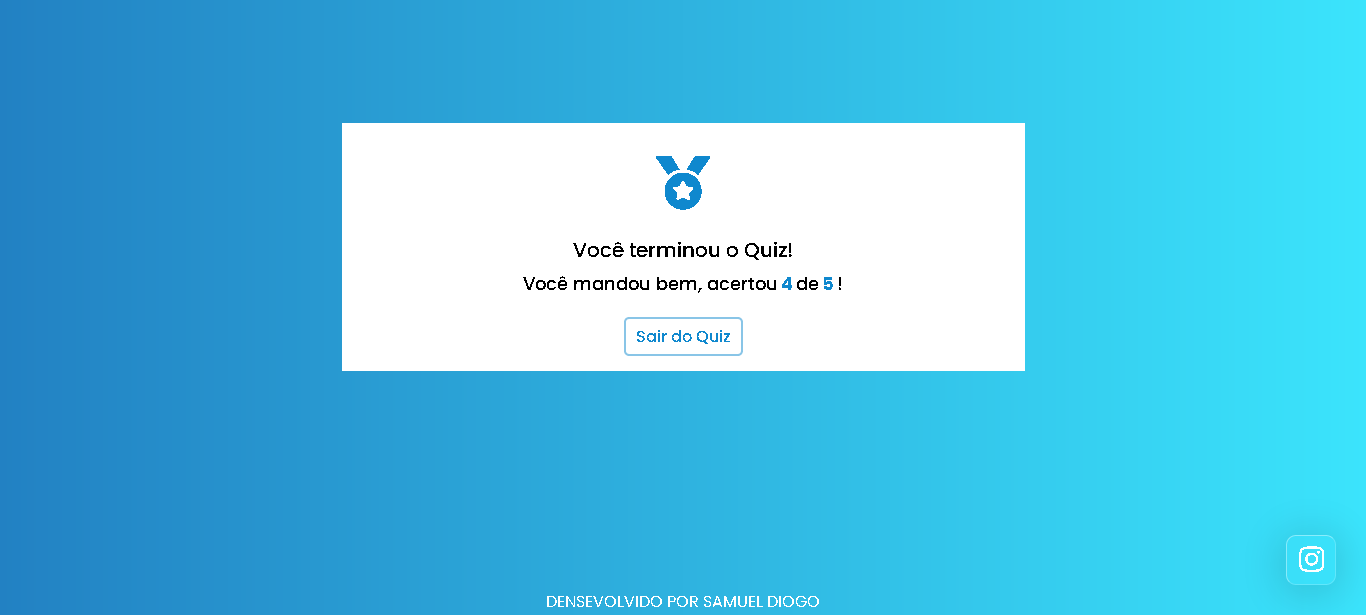 Você terminou o Quiz!
Você mandou bem, acertou 4 de 5 !
Sair do Quiz
DENSEVOLVIDO POR SAMUEL DIOGO